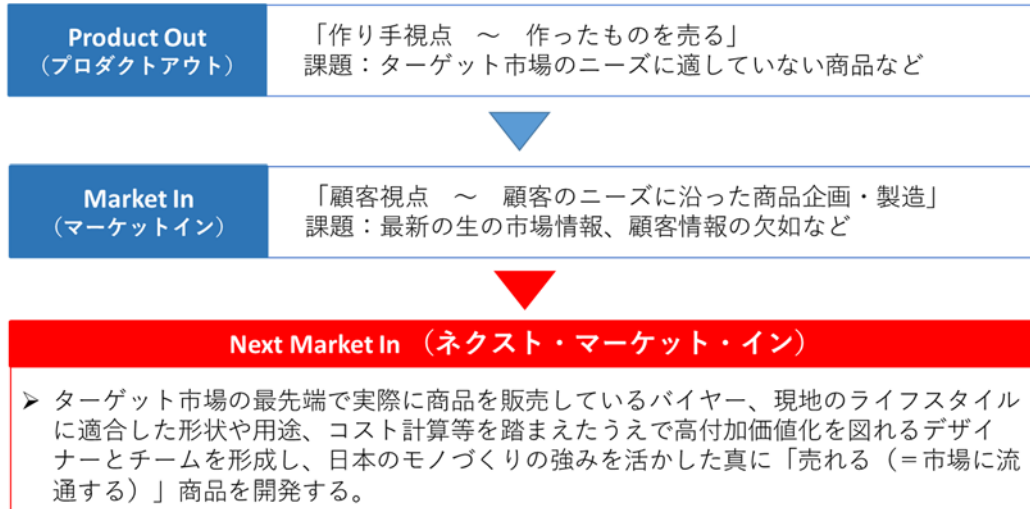 Product Out
（プロダクトアウト）
「作り手視点　～　作ったものを売る」
課題：ターゲット市場のニーズに適していない商品など
Market In
（マーケットイン）
「顧客視点　～　顧客のニーズに沿った商品企画・製造」
課題：最新の生の市場情報、顧客情報の欠如など
Next Market In （ネクスト・マーケット・イン）
➢ ターゲット市場の最先端で実際に商品を販売しているバイヤー、現地のライフスタイル
に適合した形状や用途、コスト計算等を踏まえたうえで高付加価値化を図れるデザイ
ナーとチームを形成し、日本のモノづくりの強みを活かした真に「売れる（＝市場に流
通する）」商品を開発する。